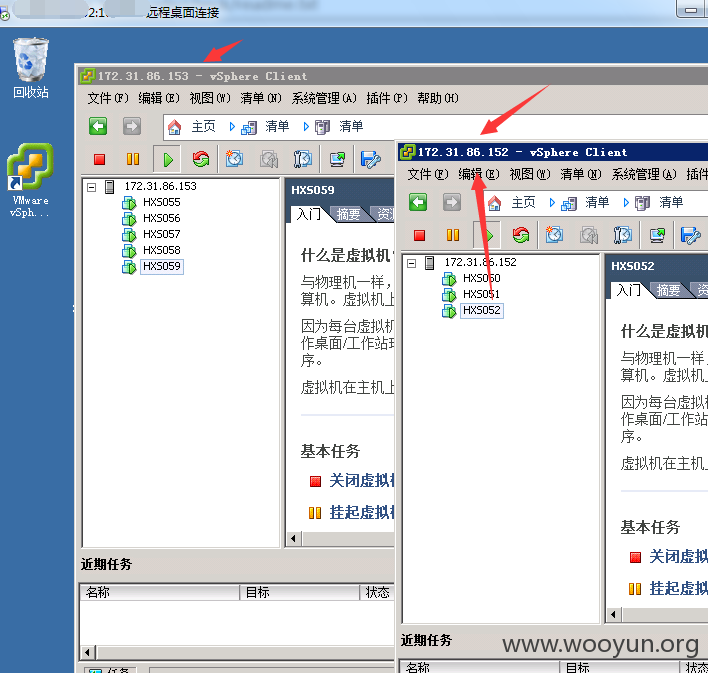 远程桌面连接
回收站
VMware
vSph...
172.31.86.153 - vSphere Client
文件(F) 编辑(E) 视图(W) 清单(N) 系统管理(A) 插件(P) 帮助(H)
主页 清单 清单
172.31.86.153
HXS055
HXS056
HXS057
HXS058
HXS059
HXS059
入门 摘要
什么是虚拟机
与物理机一样,
算机。虚拟机上
因为每台虚拟机
作桌面/工作站环
序。
虚拟机在主机上
基本任务
关闭虚拟机
挂起虚拟机
近期任务
名称 目标 状态
任务
172.31.86.152 - vSphere Client
文件(F) 编辑(E) 视图(W) 清单(N) 系统管理(A) 插件
主页 清单 清单
172.31.86.152
HXS050
HXS051
HXS052
HXS052
入门 摘要
什么是虚拟机
与物理机一样,
算机。虚拟机上
因为每台虚拟机
作桌面/工作站
序。
虚拟机在主机
基本任务
关闭虚拟
挂起虚拟
近期任务
名称 目标 状态
www.wooyun.org